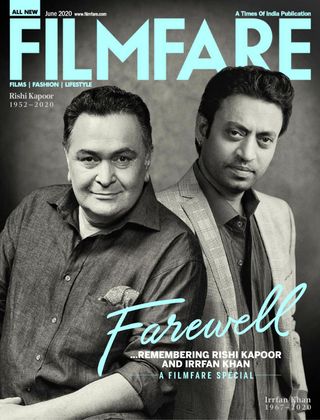 ALL NEW
June 2020 www.filmfare.com
A Times Of India Publication
FILMFARE
FILMS | FASHION | LIFESTYLE
Rishi Kapoor
1952–2020
Farewell
...REMEMBERING RISHI KAPOOR
AND IRRFAN KHAN
A FILMFARE SPECIAL
Irrfan Khan
1967–2020